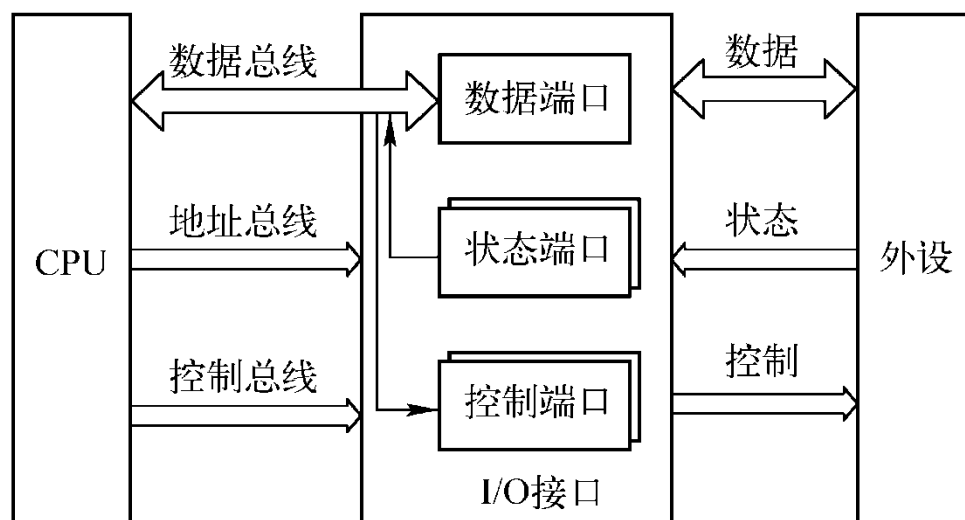 数据总线
数据端口
数据
CPU
地址总线
状态端口
状态
外设
控制总线
控制端口
控制
I/O接口